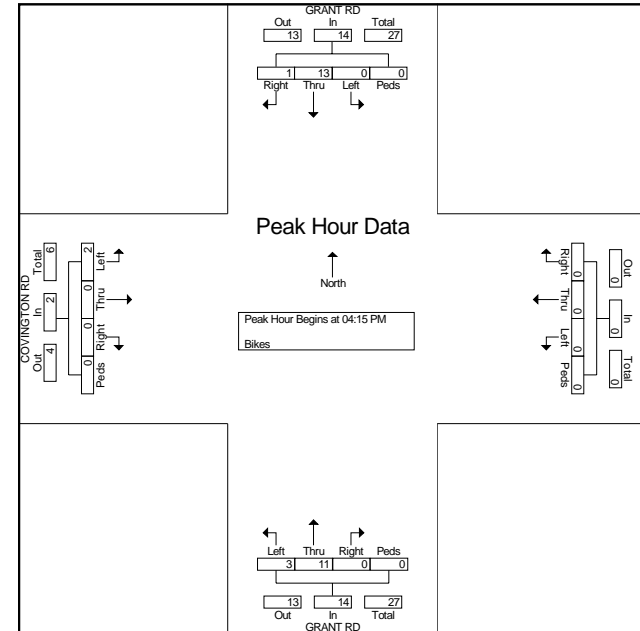 GRANT RD
Out In Total
13 14 27
1 13 0 0
Right Thru Left Peds
Peak Hour Data
North
Peak Hour Begins at 04:15 PM
Bikes
COVINGTON RD
Out In Total
4 2 6
2 0 0 0
Left Thru Right Peds
Right Thru Left Peds
0 0 0 0
Out In Total
0 0 0
Left Thru Right Peds
3 11 0 0
13 14 27
Out In Total
GRANT RD